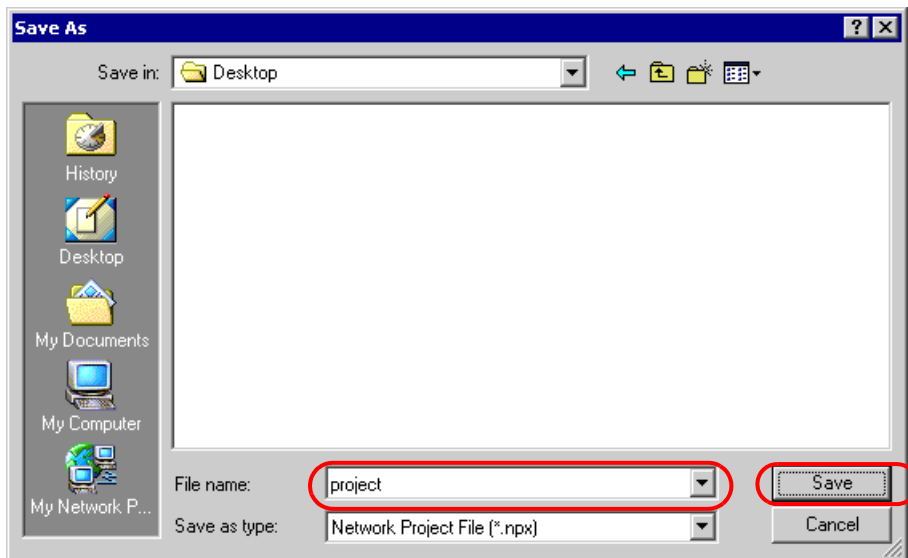 Save As
Save in: Desktop
History
Desktop
My Documents
My Computer
My Network P...
File name: project Save
Save as type: Network Project File (*.npx) Cancel